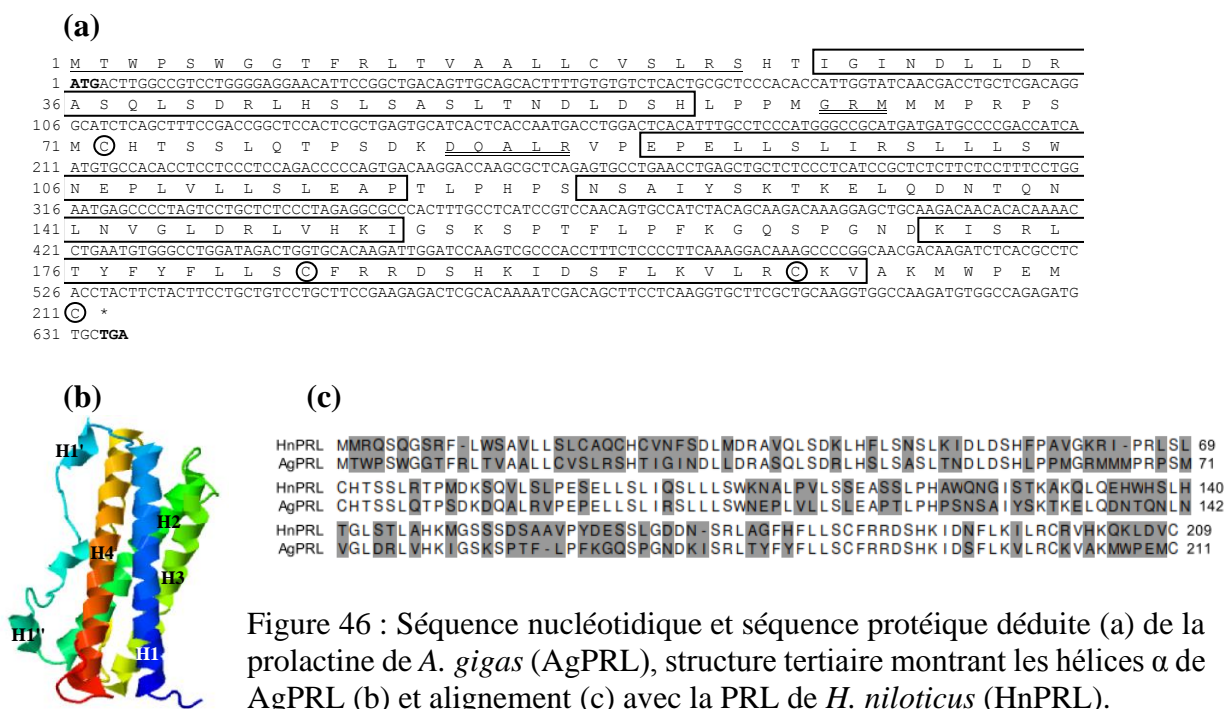 (a)
1 M T W P S W G G T F R L T V A A L L C V S L R S H T I G I N D L L D R
1 ATGACTTGGCCGTCCTGGGGAGGAACATTCCGGCTGACAGTTGCAGCACTTTTGTGTGTCTCACTGCGCTCCCACACCATTGGTATCAACGACCTGCTCGACAGG
36 A S Q L S D R L H S L S A S L T N D L D S H L P P M G R M M M P R P S
106 GCATCTCAGCTTTCCGACCGGCTCCACTCGCTGAGTGCATCACTCACCAATGACCTGGACTCACATTTGCCTCCCATGGGCCGCATGATGATGCCCCGACCATCA
71 M C H T S S L Q T P S D K D Q A L R V P E P E L L S L I R S L L L S W
211 ATGTGCCACACCTCCTCCCTCCAGACCCCCAGTGACAAGGACCAAGCGCTCAGAGTGCCTGAACCTGAGCTGCTCTCCCTCATCCGCTCTCTTCTCCTTTCCTGG
106 N E P L V L L S L E A P T L P H P S N S A I Y S K T K E L Q D N T Q N
316 AATGAGCCCCTAGTCCTGCTCTCCCTAGAGGCGCCCACTTTGCCTCATCCGTCCAACAGTGCCATCTACAGCAAGACAAAGGAGCTGCAAGACAACACACAAAAC
141 L N V G L D R L V H K I G S K S P T F L P F K G Q S P G N D K I S R L
421 CTGAATGTGGGCCTGGATAGACTGGTGCACAAGATTGGATCCAAGTCGCCCACCTTTCTCCCCTTCAAAGGACAAAGCCCCGGCAACGACAAGATCTCACGCCTC
176 T Y F Y F L L S C F R R D S H K I D S F L K V L R C K V A K M W P E M
526 ACCTACTTCTACTTCCTGCTGTCCTGCTTCCGAAGAGACTCGCACAAAATCGACAGCTTCCTCAAGGTGCTTCGCTGCAAGGTGGCCAAGATGTGGCCAGAGATG
211 C *
631 TGCTGA
(b)
H1'
H2
H4
H3
H1''
H1
(c)
HnPRL MMRQSQGSRF-LWSAVLLSLCAQCHCVNFSDLMDRAVQLSDKLHFLSNSLKIDLDSHFPAVGKRI-PRLSL 69
AgPRL MTWPSWGGTFRLTVAALLCVSLRSHTIGINDLLDRASQLSDRLHSLSASLTNDLDSHLPPMGRMMMPRPSM 71
HnPRL CHTSSLRTPMDKSQVLSLPESELLSLIQSLLLSWKNALPVLSSEASSLPHAWQNGISTKAKQLQEHWHSLH 140
AgPRL CHTSSLQTPSDKDQALRVPEPELLSLIRSLLLSWNEPLVLLSLEAPTLPHPSNSAIYSKTKELQDNTQNLN 142
HnPRL TGLSTLAHKMGSSSDSAAVPYDESSLGDDN-SRLAGFHFLLSCFRRDSHKIDNFLKILRCRVHKQKLDVC 209
AgPRL VGLDRLVHKIGSKSPTF-LPFKGQSPGNDKISRLTYFYFLLSCFRRDSHKIDSFLKVLRCKVAKMWPEMC 211
Figure 46 : Séquence nucléotidique et séquence protéique déduite (a) de la
prolactine de A. gigas (AgPRL), structure tertiaire montrant les hélices α de
AgPRL (b) et alignement (c) avec la PRL de H. niloticus (HnPRL).